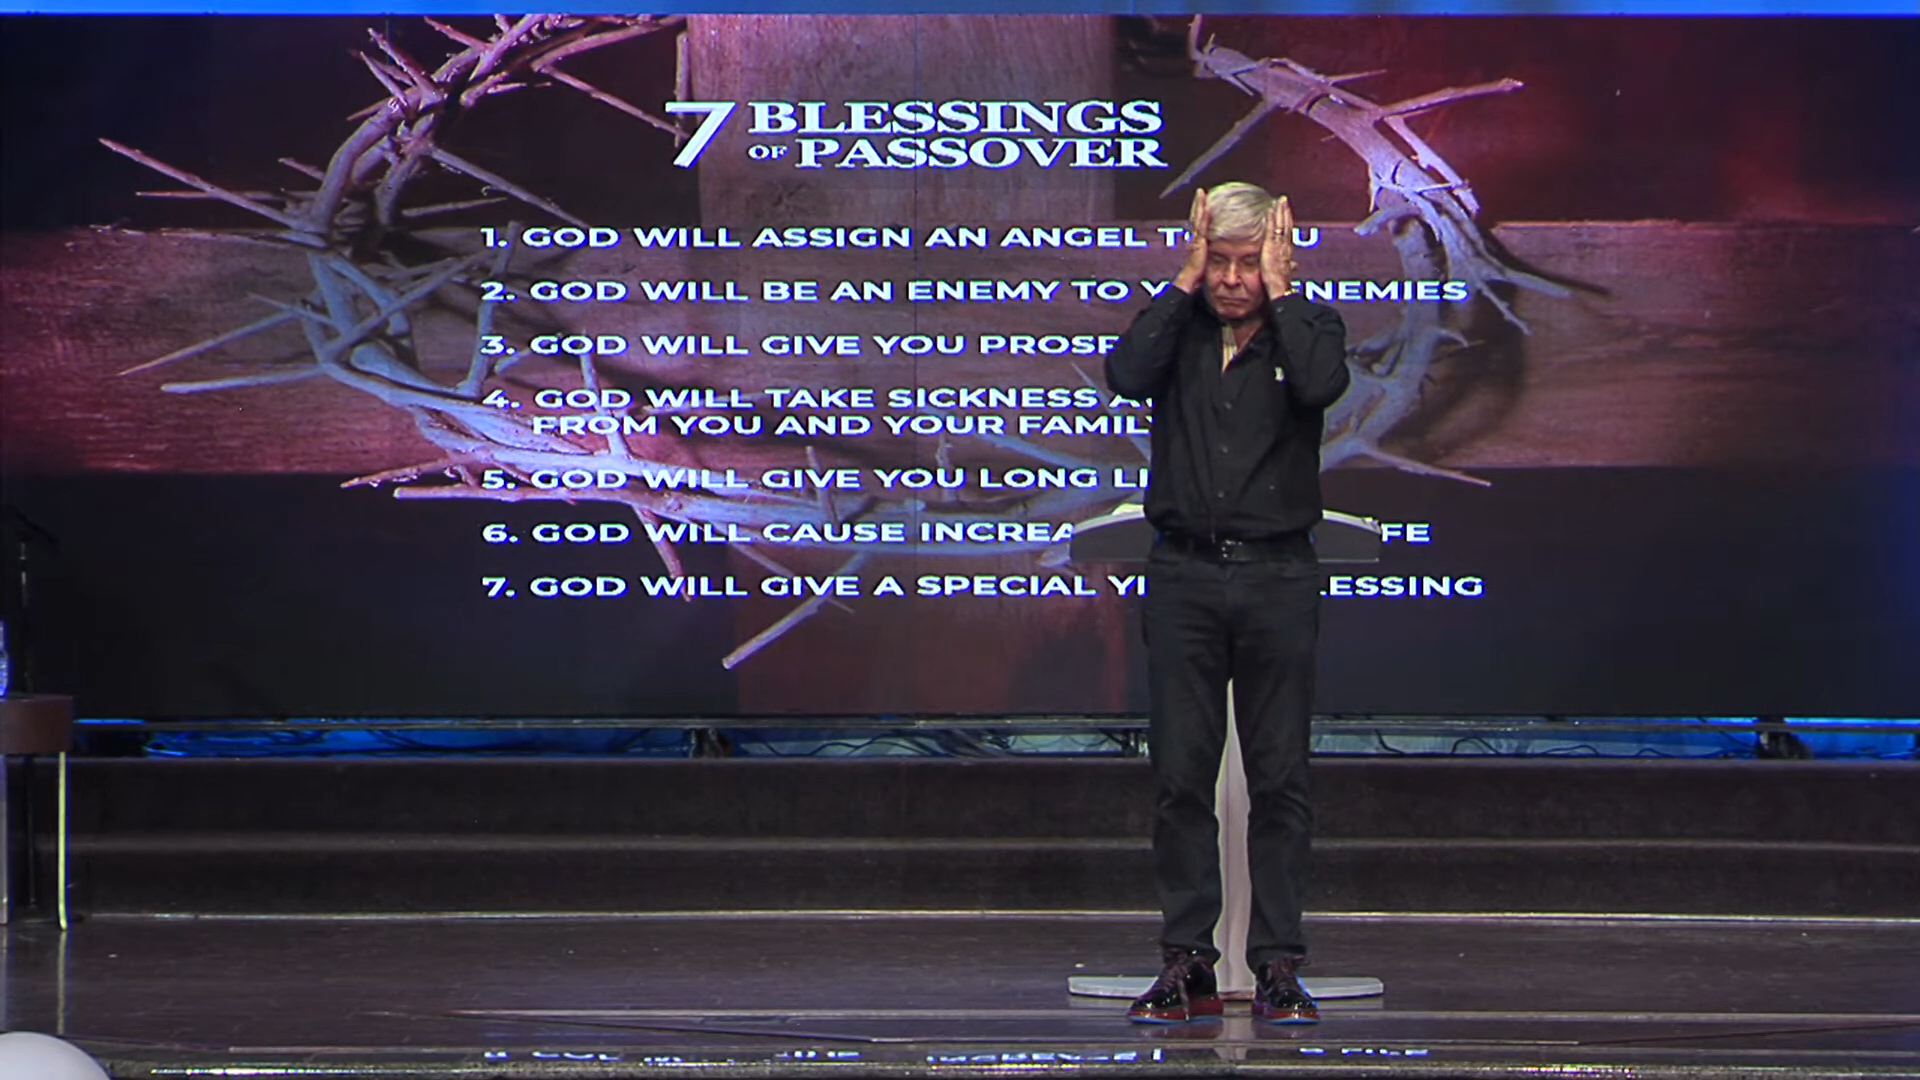 7 BLESSINGS
OF PASSOVER
1. GOD WILL ASSIGN AN ANGEL
2. GOD WILL BE AN ENEMY TO ENEMIES
3. GOD WILL GIVE YOU
4. GOD WILL TAKE SICKNESS
FROM YOU AND YOUR FAMILY
5. GOD WILL GIVE YOU LONG
6. GOD WILL CAUSE
7. GOD WILL GIVE A SPECIAL